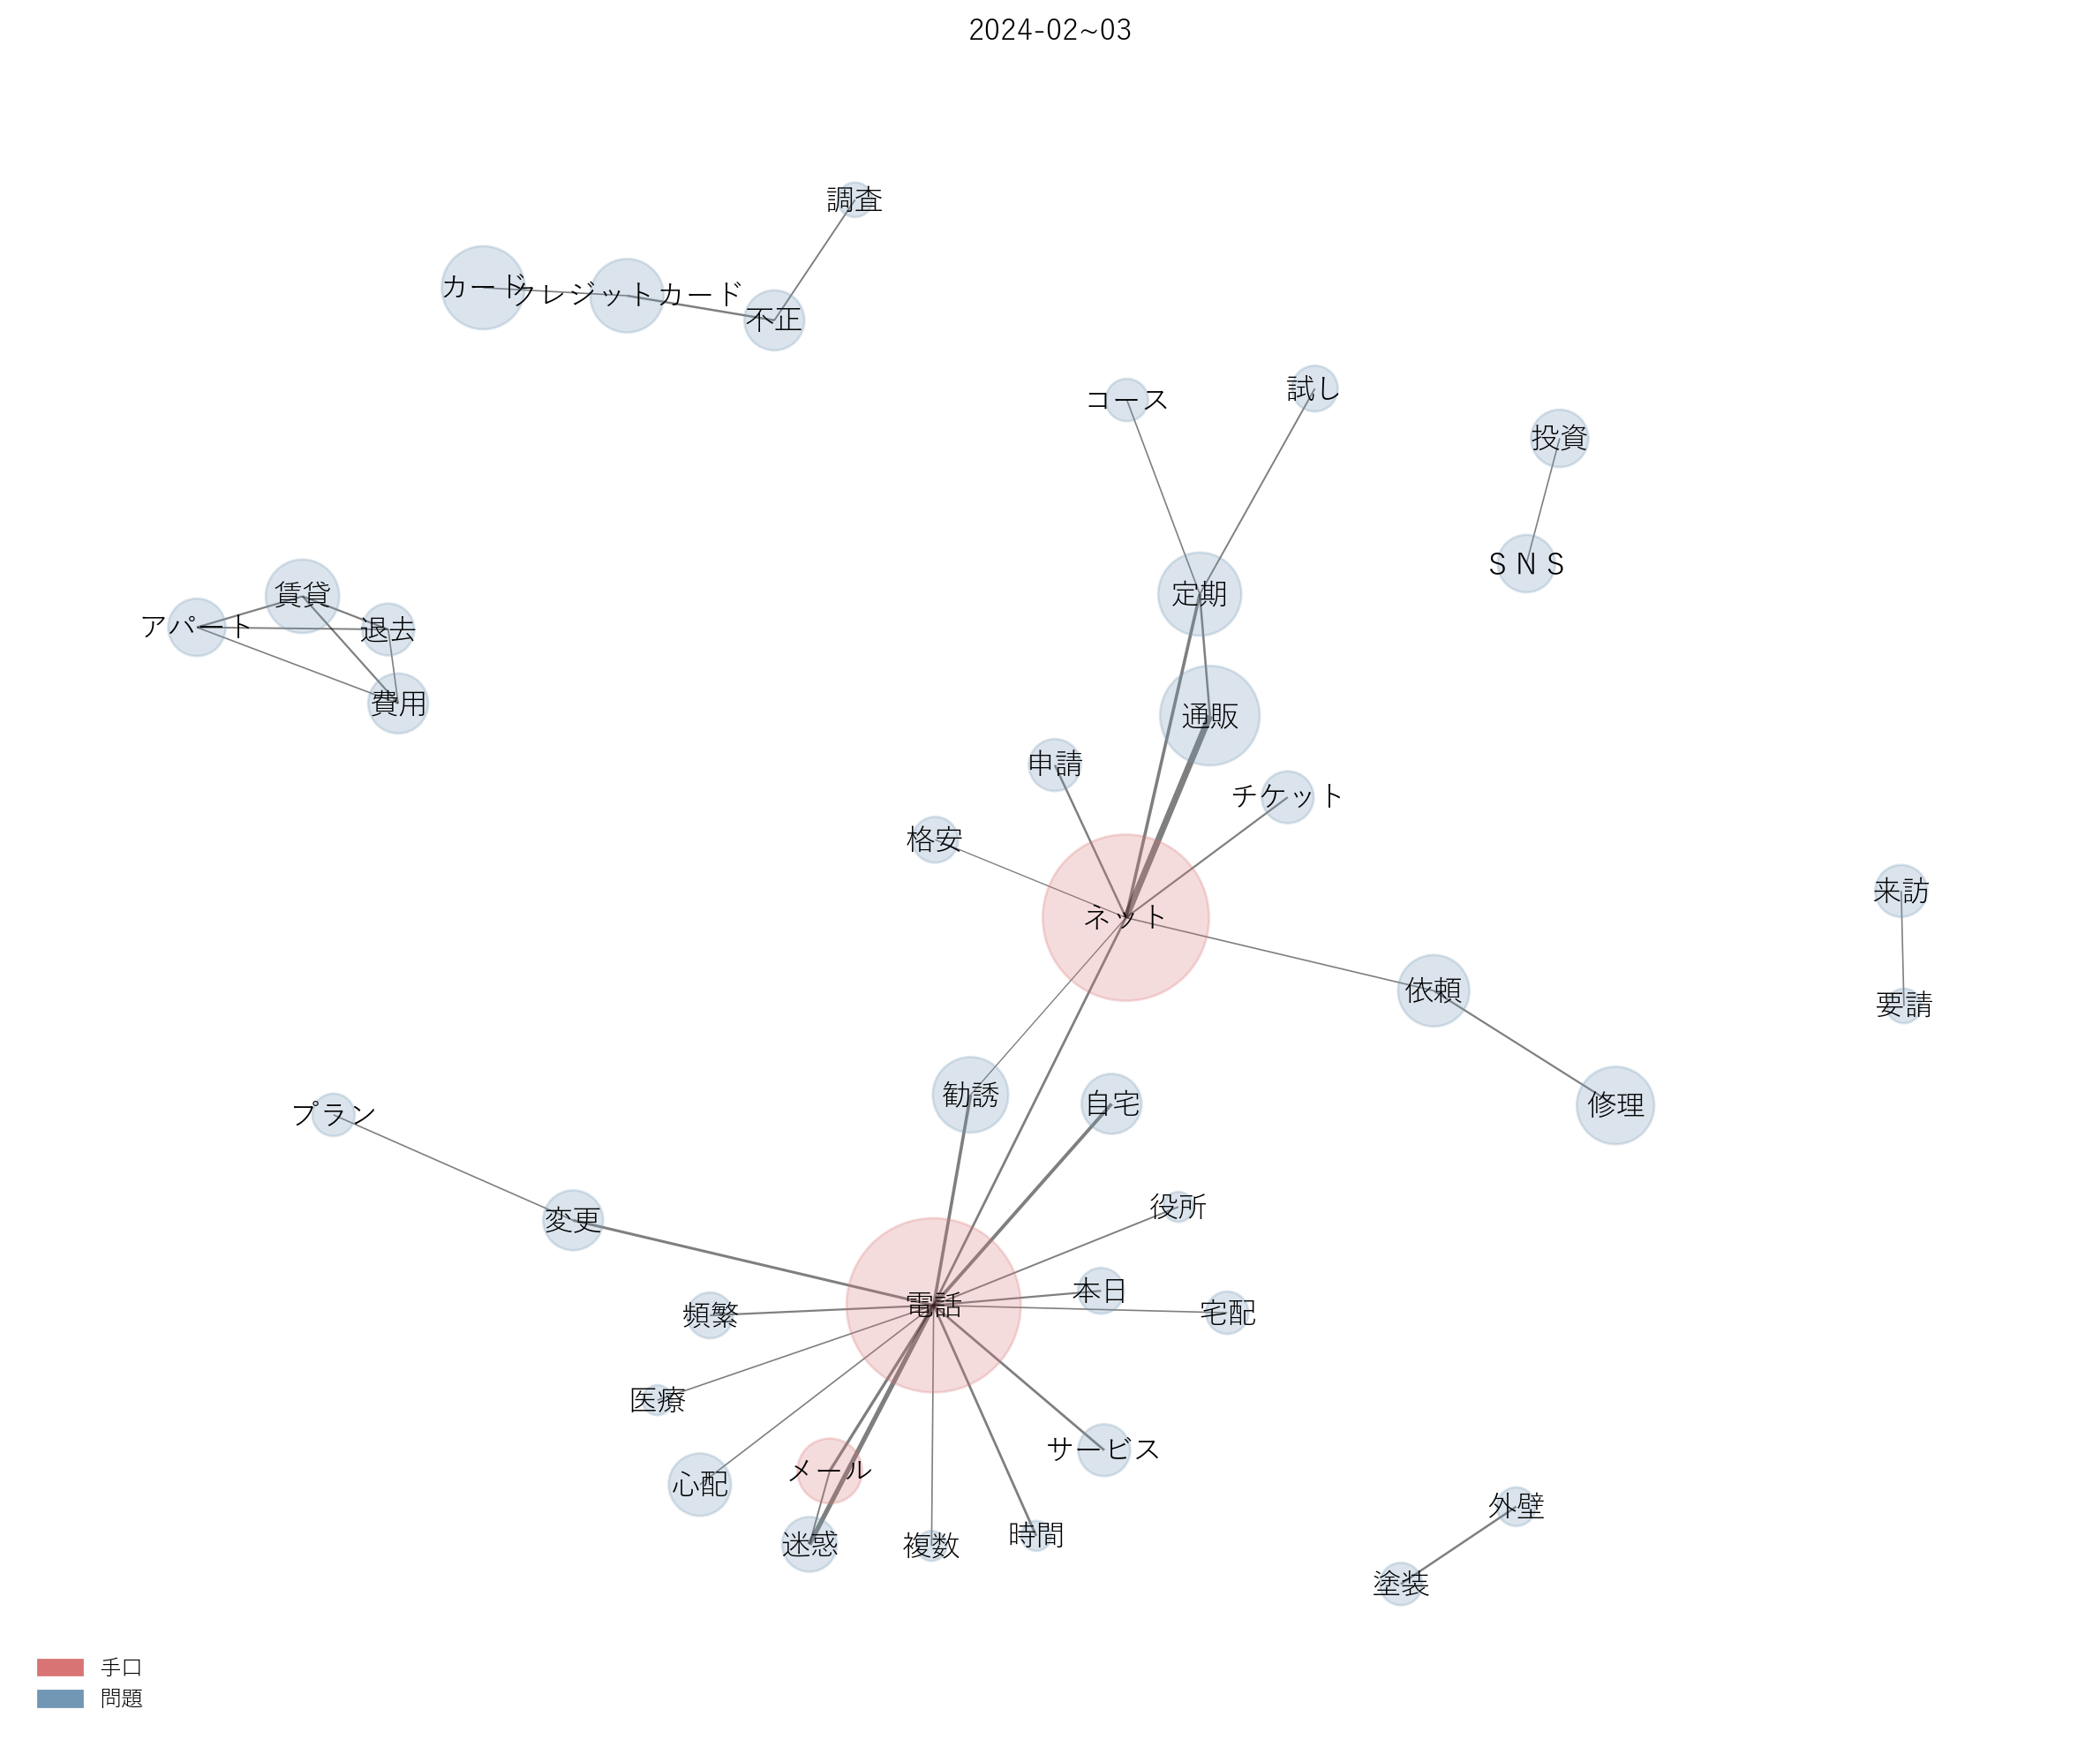 2024-02~03
調査
カード
クレジットカード
不正
コース
試し
投資
ＳＮＳ
定期
賃貸
アパート
退去
費用
通販
申請
チケット
格安
来訪
ネット
依頼
要請
勧誘
自宅
修理
プラン
役所
変更
本日
電話
宅配
頻繁
医療
サービス
メール
心配
外壁
時間
迷惑
複数
塗装
手口
問題